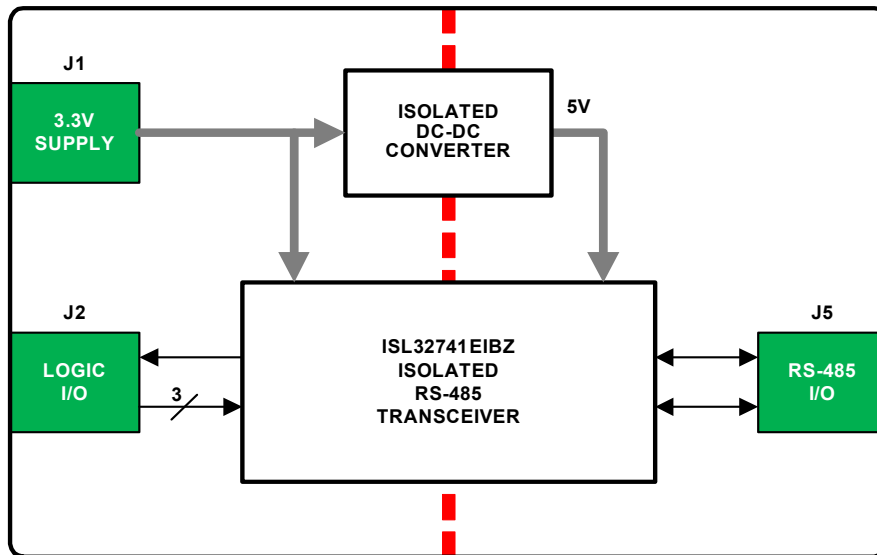 J1
3.3V
SUPPLY
ISOLATED
DC-DC
CONVERTER
5V
J2
LOGIC
I/O
3
ISL32741EIBZ
ISOLATED
RS-485
TRANSCEIVER
J5
RS-485
I/O